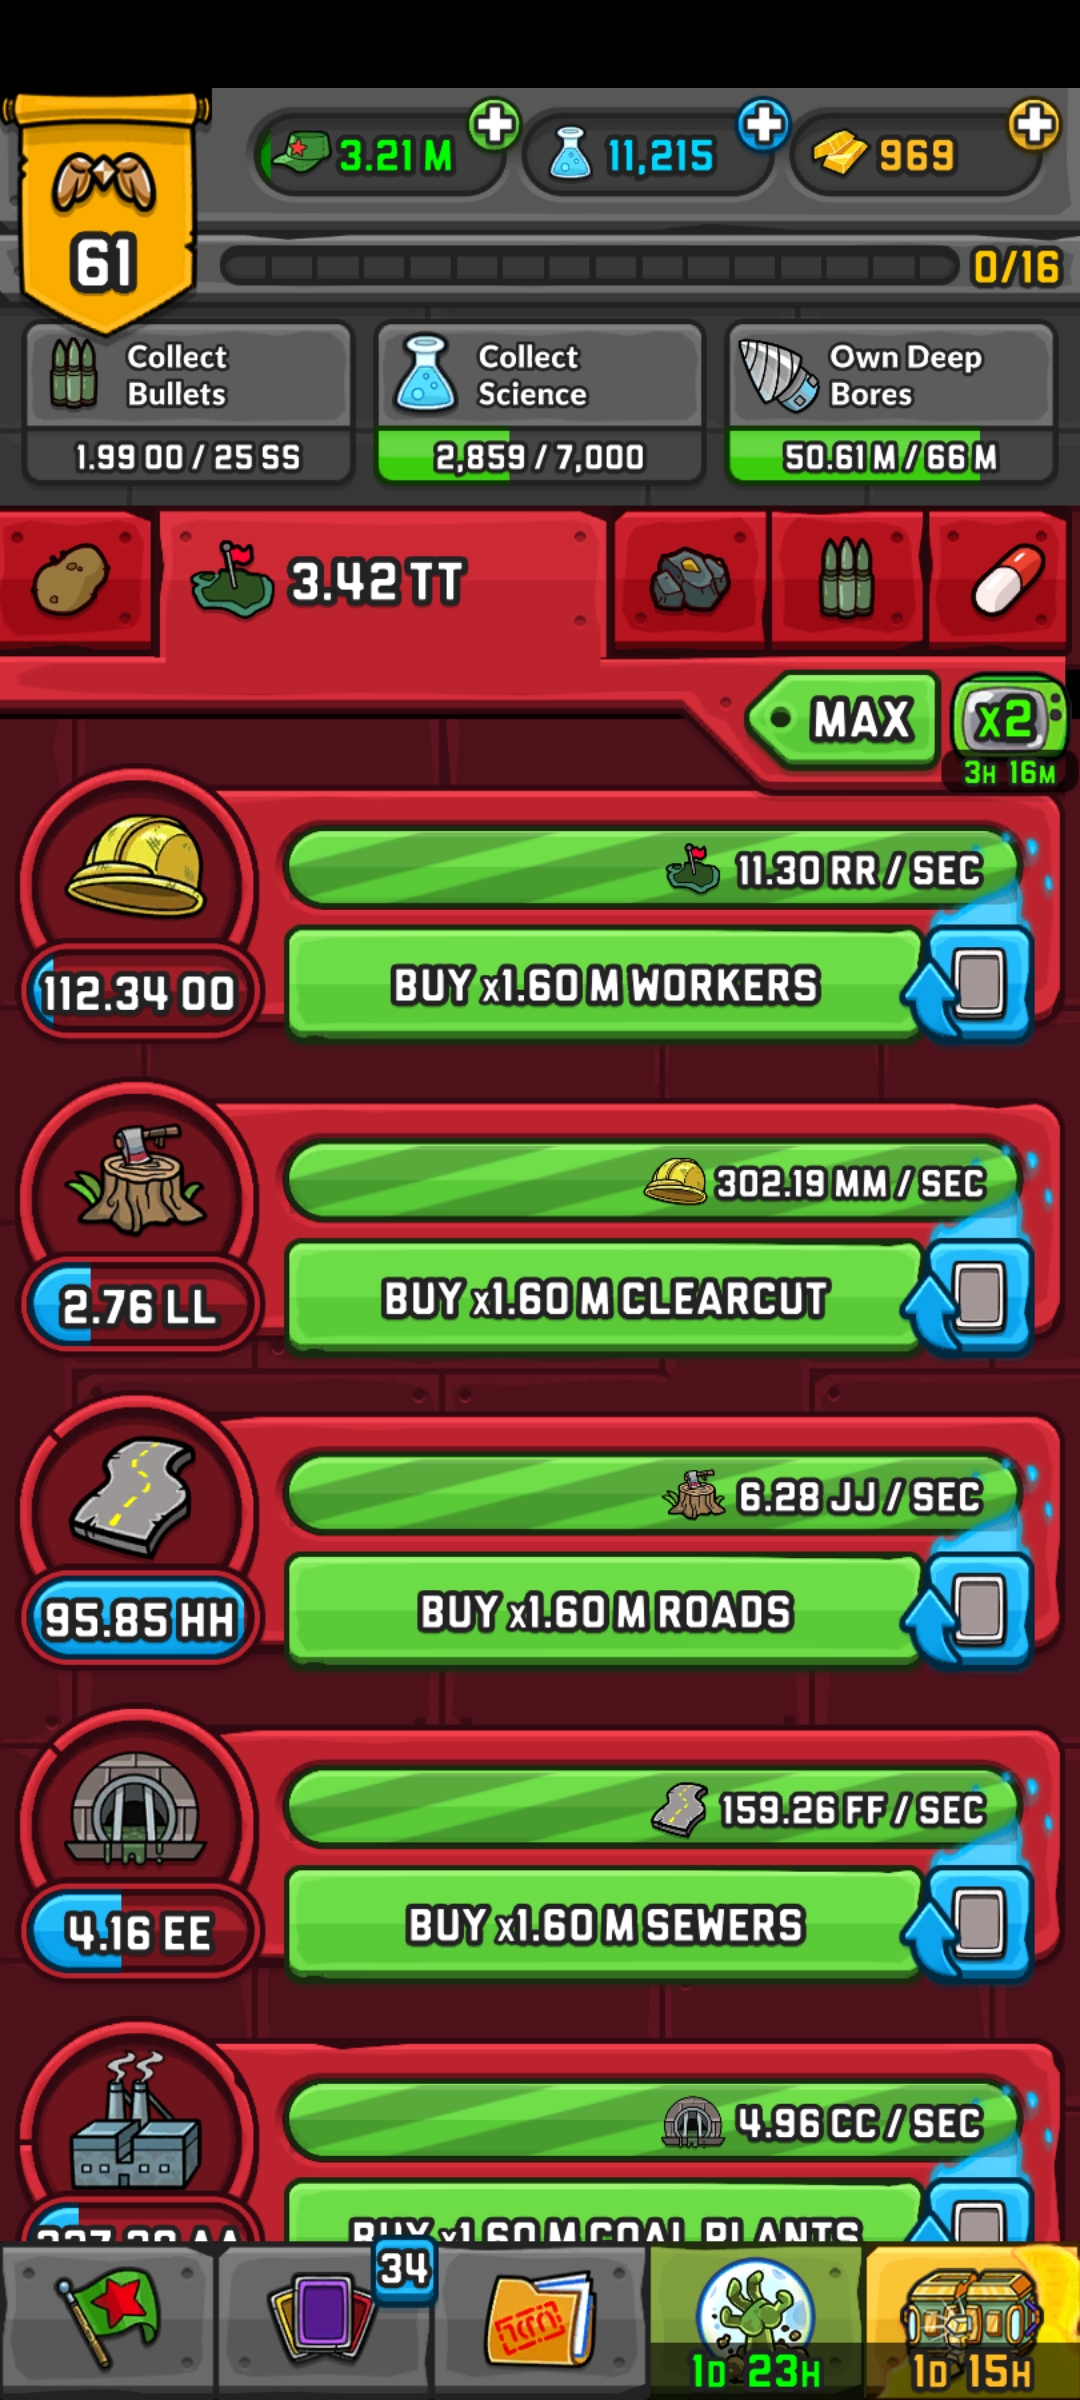 3.21 M
11,215
969
61
0/16
Collect
Bullets
1.99 OO / 25 SS
Collect
Science
2,859 / 7,000
Own Deep
Bores
50.61 M / 66 M
3.42 TT
MAX
x2
3H 16M
11.30 RR / SEC
112.34 OO
BUY x1.60 M WORKERS
302.19 MM / SEC
2.76 LL
BUY x1.60 M CLEARCUT
6.28 JJ / SEC
95.85 HH
BUY x1.60 M ROADS
159.26 FF / SEC
4.16 EE
BUY x1.60 M SEWERS
4.96 CC / SEC
BUY x1.60 M COAL PLANTS
34
1D 23H
1D 15H